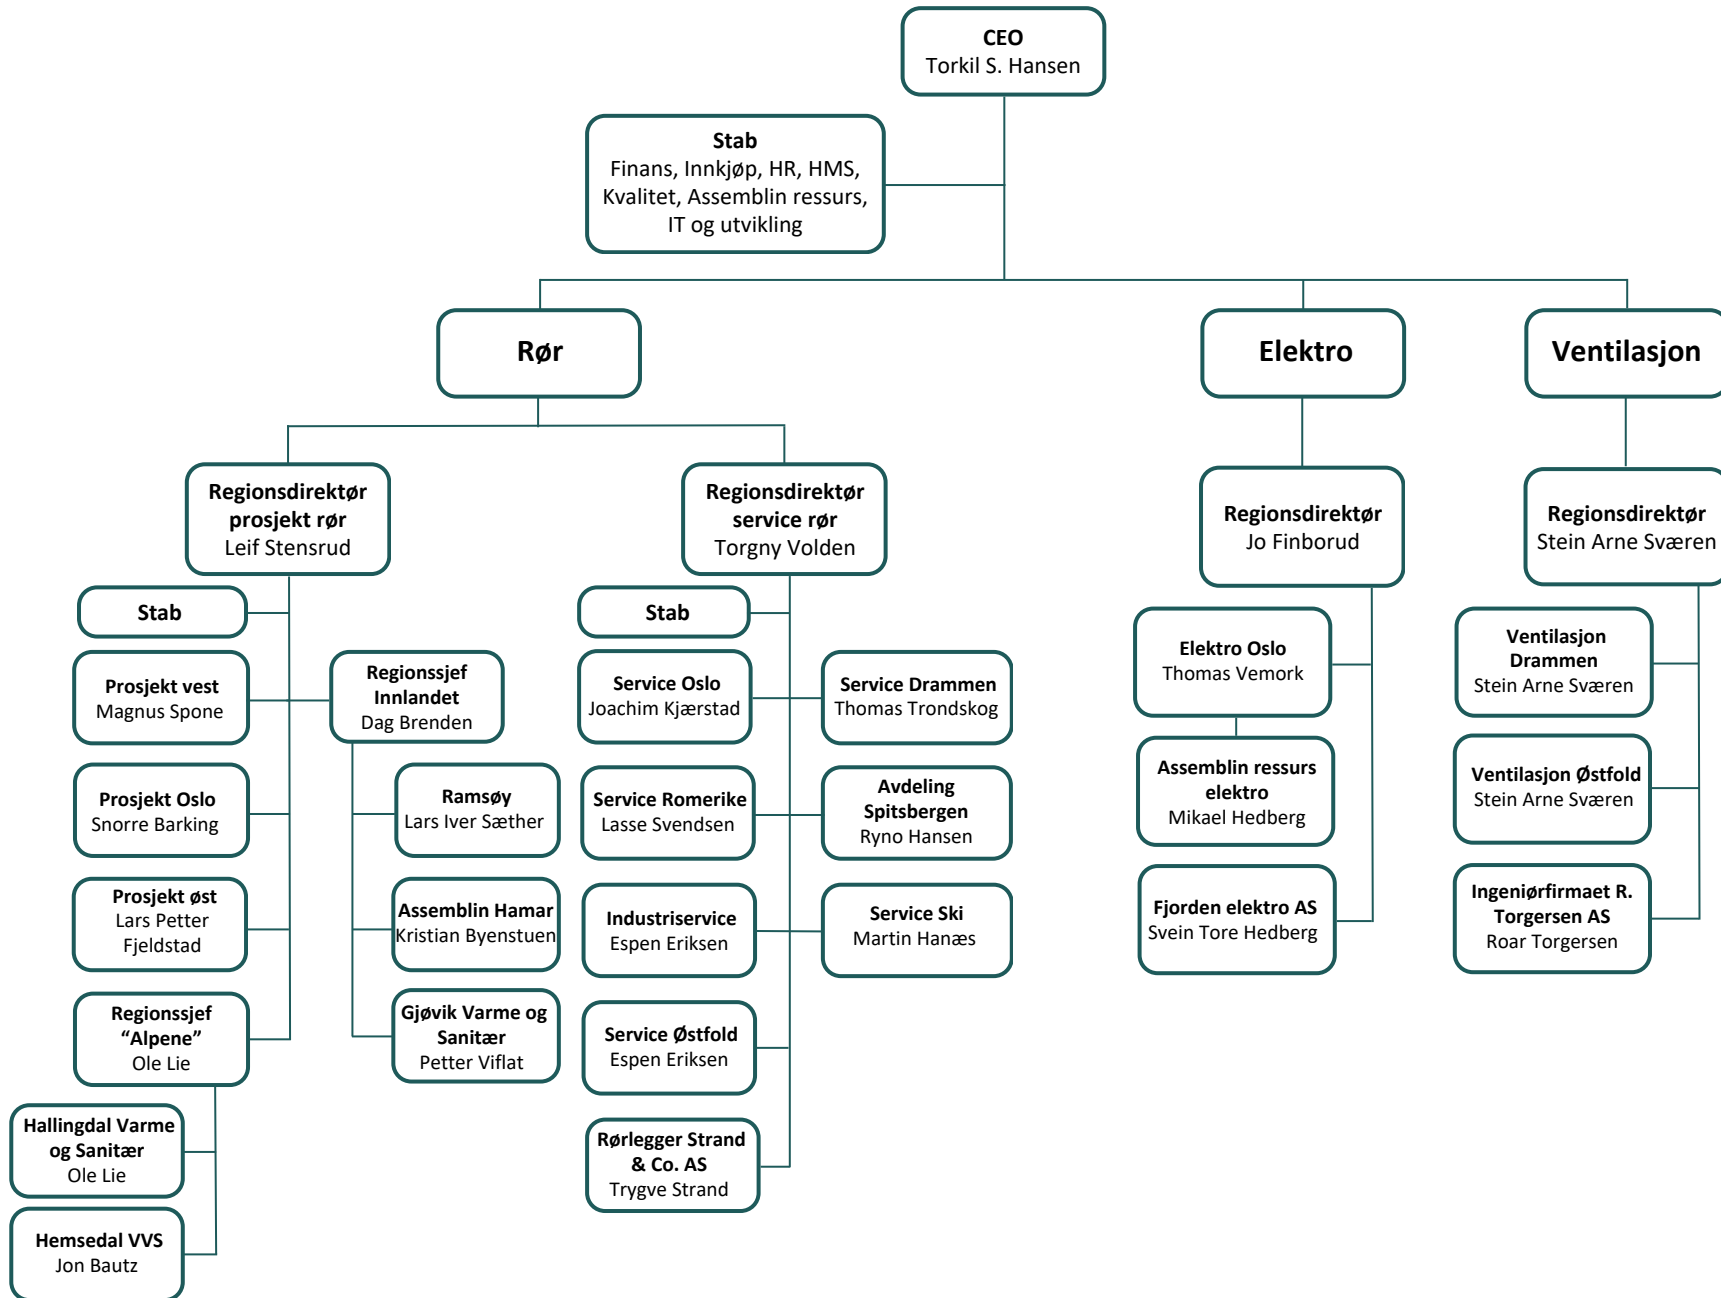 CEO
Torkil S. Hansen
Stab
Finans, Innkjøp, HR, HMS,
Kvalitet, Assemblin ressurs,
IT og utvikling
Rør
Elektro
Ventilasjon
Regionsdirektør
prosjekt rør
Leif Stensrud
Regionsdirektør
service rør
Torgny Volden
Regionsdirektør
Jo Finborud
Regionsdirektør
Stein Arne Sværen
Stab
Prosjekt vest
Magnus Spone
Regionssjef
Innlandet
Dag Brenden
Prosjekt Oslo
Snorre Barking
Ramsøy
Lars Iver Sæther
Prosjekt øst
Lars Petter
Fjeldstad
Assemblin Hamar
Kristian Byenstuen
Regionssjef
“Alpene”
Ole Lie
Gjøvik Varme og
Sanitær
Petter Viflat
Hallingdal Varme
og Sanitær
Ole Lie
Hemsedal VVS
Jon Bautz
Stab
Service Oslo
Joachim Kjærstad
Service Drammen
Thomas Trondskog
Service Romerike
Lasse Svendsen
Avdeling
Spitsbergen
Ryno Hansen
Industriservice
Espen Eriksen
Service Ski
Martin Hanæs
Service Østfold
Espen Eriksen
Rørlegger Strand
& Co. AS
Trygve Strand
Elektro Oslo
Thomas Vemork
Assemblin ressurs
elektro
Mikael Hedberg
Fjorden elektro AS
Svein Tore Hedberg
Ventilasjon
Drammen
Stein Arne Sværen
Ventilasjon Østfold
Stein Arne Sværen
Ingeniørfirmaet R.
Torgersen AS
Roar Torgersen